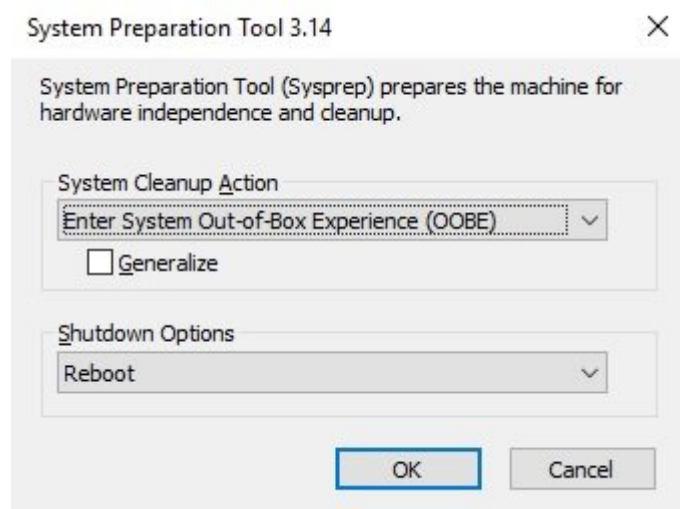 System Preparation Tool 3.14
System Preparation Tool (Sysprep) prepares the machine for
hardware independence and cleanup.
System Cleanup Action
Enter System Out-of-Box Experience (OOBE)
Generalize
Shutdown Options
Reboot
OK
Cancel